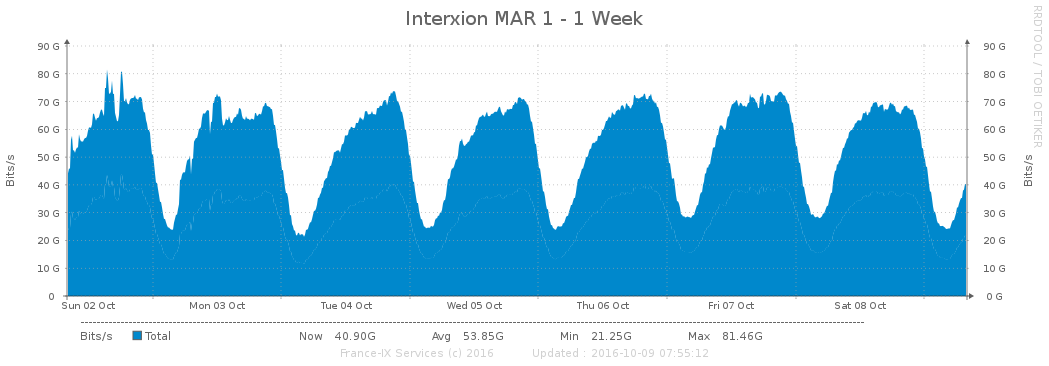 Interxion MAR 1 - 1 Week
RRDTOOL / TOBI OETIKER
90 G 90 G
80 G 80 G
70 G 70 G
60 G 60 G
50 G 50 G
40 G 40 G
30 G 30 G
20 G 20 G
10 G 10 G
0 0 G
Bits/s
Bits/s
Sun 02 Oct Mon 03 Oct Tue 04 Oct Wed 05 Oct Thu 06 Oct Fri 07 Oct Sat 08 Oct
Bits/s Total Now 40.90G Avg 53.85G Min 21.25G Max 81.46G
France-IX Services (c) 2016 Updated : 2016-10-09 07:55:12